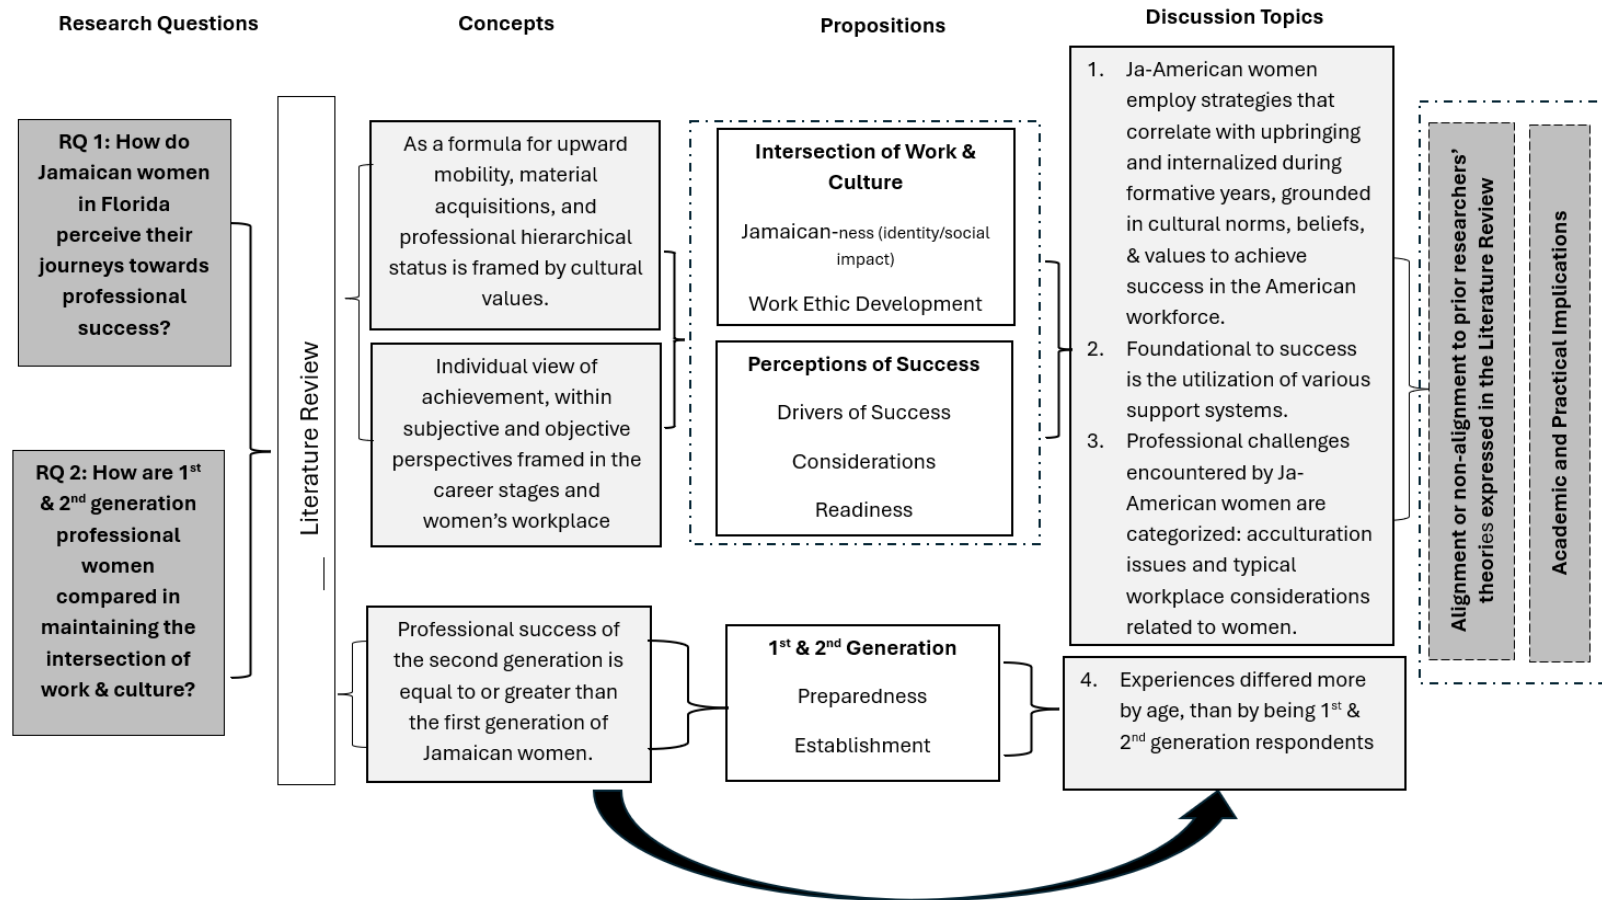 Research Questions
Concepts
Propositions
Discussion Topics
RQ 1: How do
Jamaican women
in Florida
perceive their
journeys towards
professional
success?
RQ 2: How are 1st
& 2nd generation
professional
women
compared in
maintaining the
intersection of
work & culture?
Literature Review
As a formula for upward
mobility, material
acquisitions, and
professional hierarchical
status is framed by cultural
values.
Individual view of
achievement, within
subjective and objective
perspectives framed in the
career stages and
women’s workplace
Professional success of
the second generation is
equal to or greater than
the first generation of
Jamaican women.
Intersection of Work &
Culture
Jamaican-ness (identity/social
impact)
Work Ethic Development
Perceptions of Success
Drivers of Success
Considerations
Readiness
1st & 2nd Generation
Preparedness
Establishment
1. Ja-American women
employ strategies that
correlate with upbringing
and internalized during
formative years, grounded
in cultural norms, beliefs,
& values to achieve
success in the American
workforce.
2. Foundational to success
is the utilization of various
support systems.
3. Professional challenges
encountered by Ja-
American women are
categorized: acculturation
issues and typical
workplace considerations
related to women.
4. Experiences differed more
by age, than by being 1st &
2nd generation respondents
Alignment or non-alignment to prior researchers’
theories expressed in the Literature Review
Academic and Practical Implications